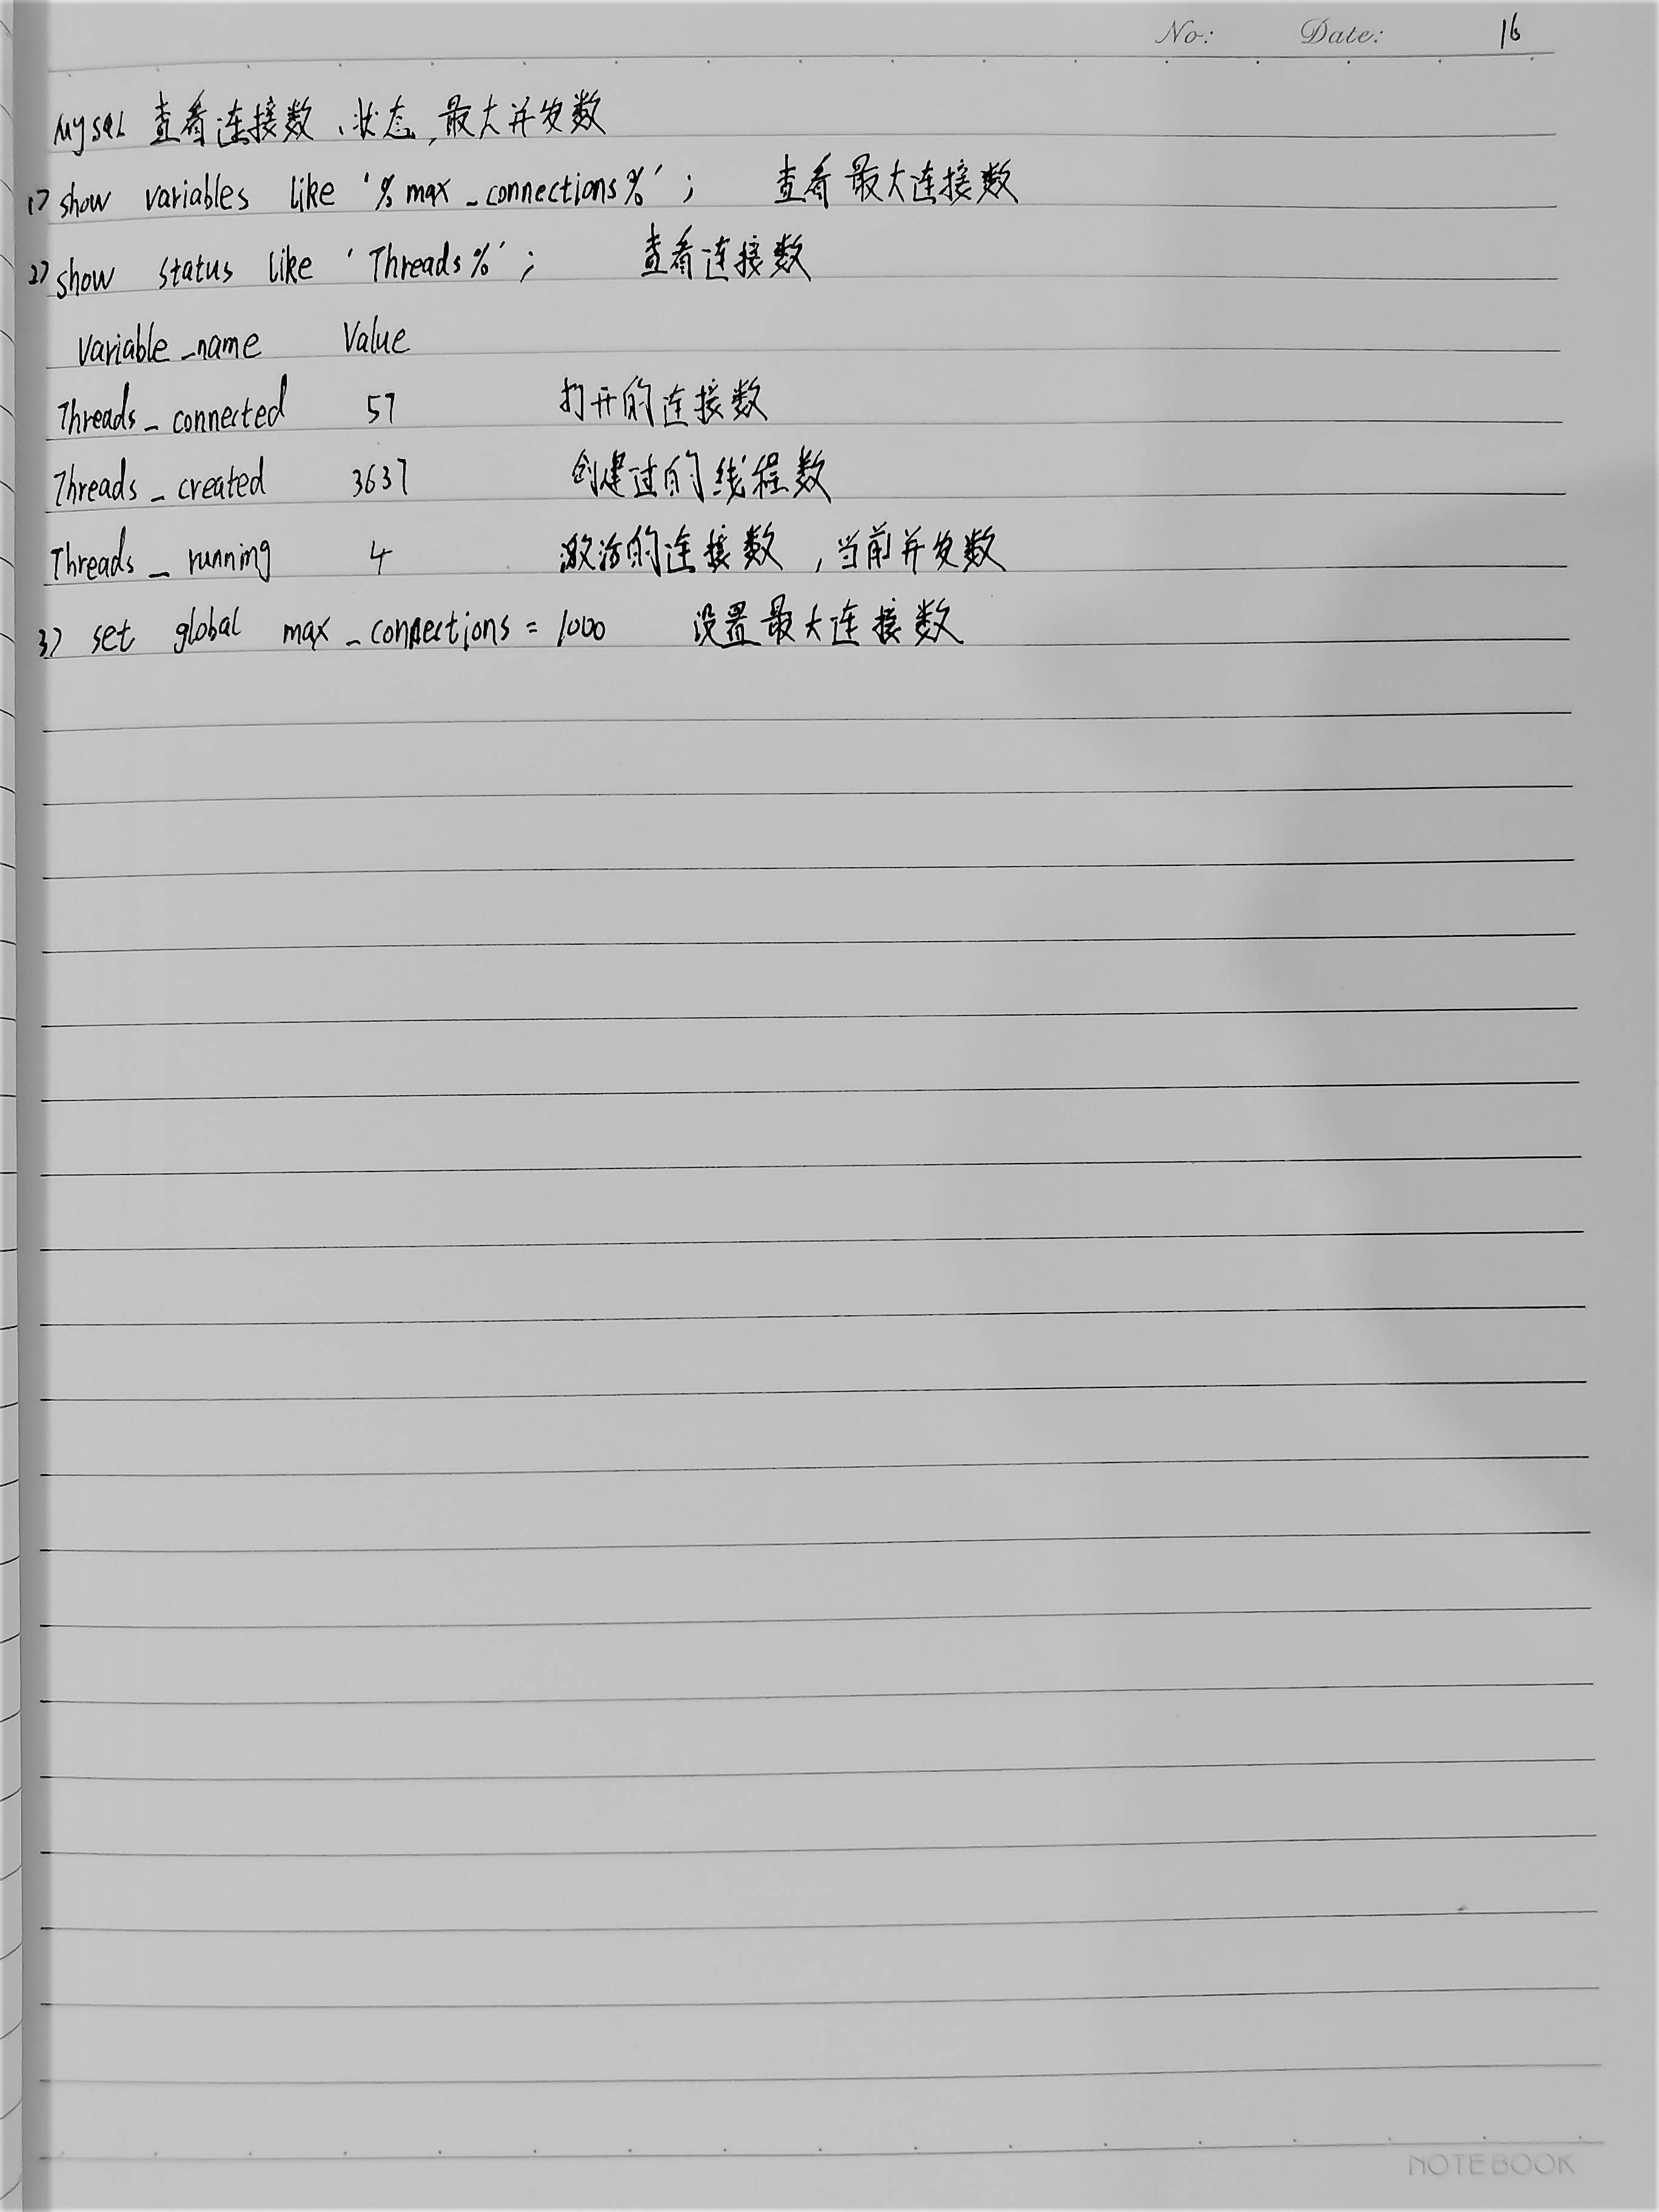 No: Date: 16
Mysql 查看连接数、状态,最大并发数
1) show variables like '%max_connections%'; 查看最大连接数
2) show status like 'Threads%'; 查看连接数
Variable_name Value
Threads_connected 57 打开的连接数
Threads_created 3637 创建过的线程数
Threads_running 4 激活的连接数,当前并发数
3) set global max_connections = 1000 设置最大连接数
NOTEBOOK